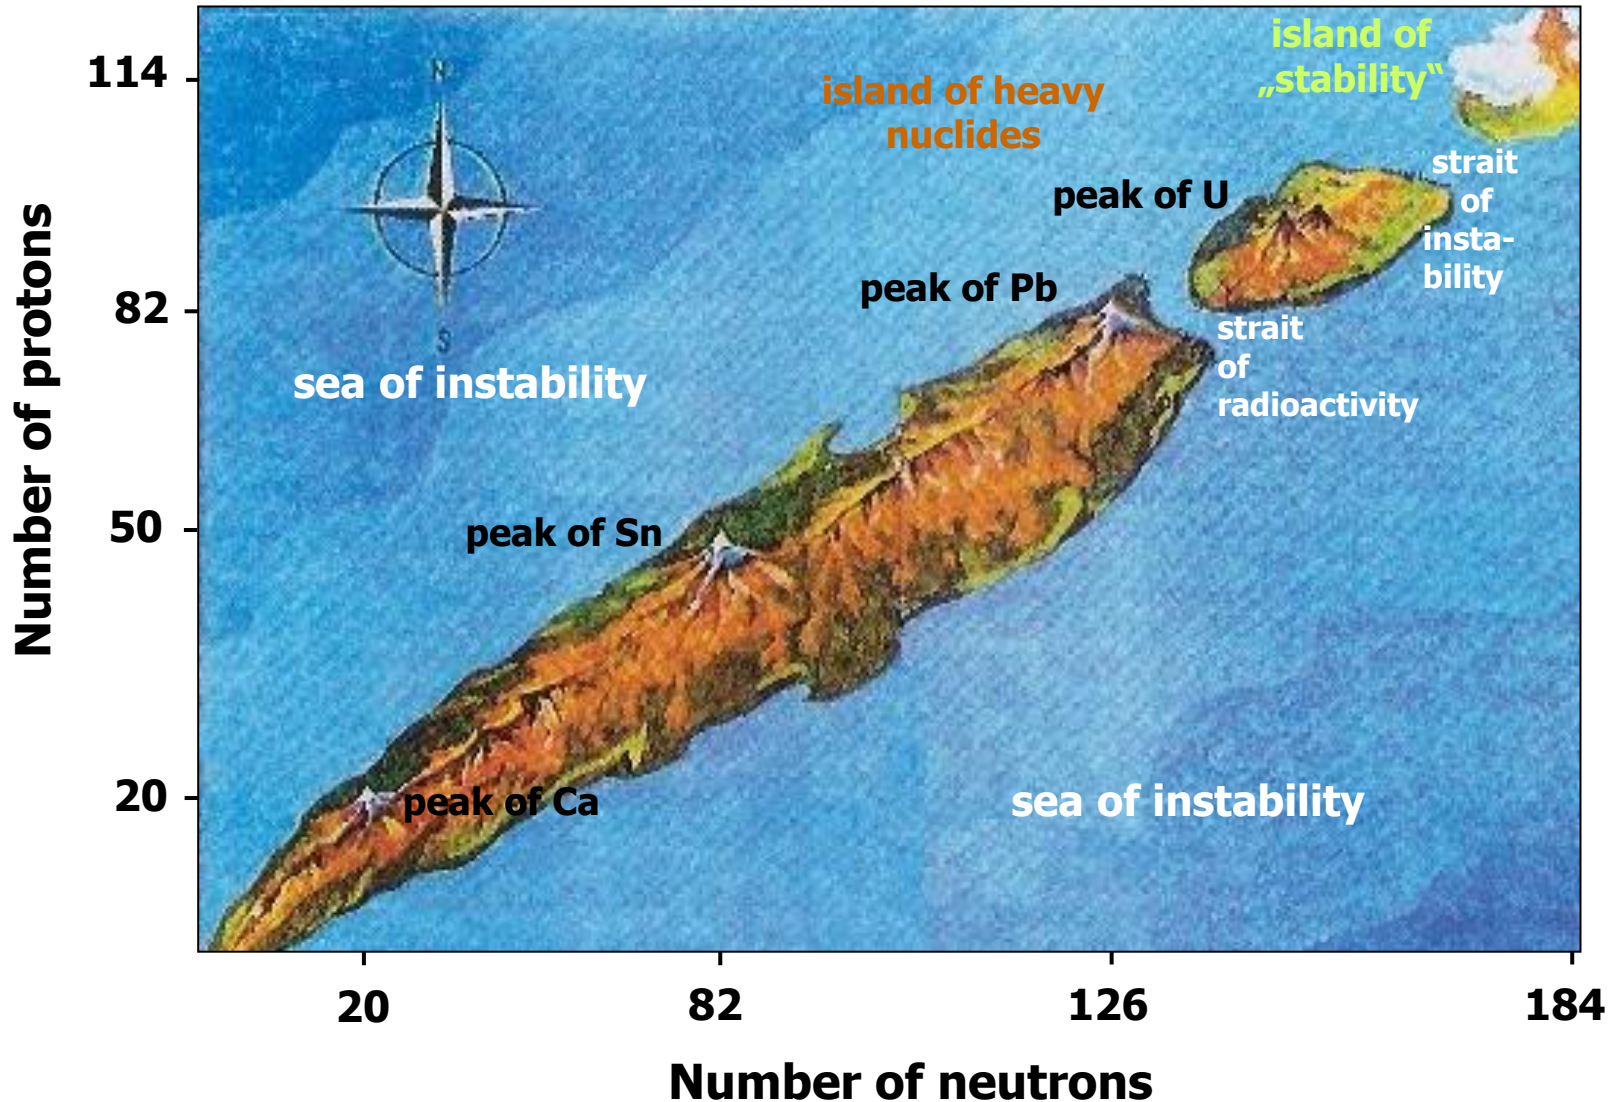 island of
„stability“
114
island of heavy
nuclides
N
strait
of
insta-
bility
peak of U
peak of Pb
82
strait
of
radioactivity
S
sea of instability
Number of protons
50
peak of Sn
20
peak of Ca
sea of instability
20
82
126
184
Number of neutrons